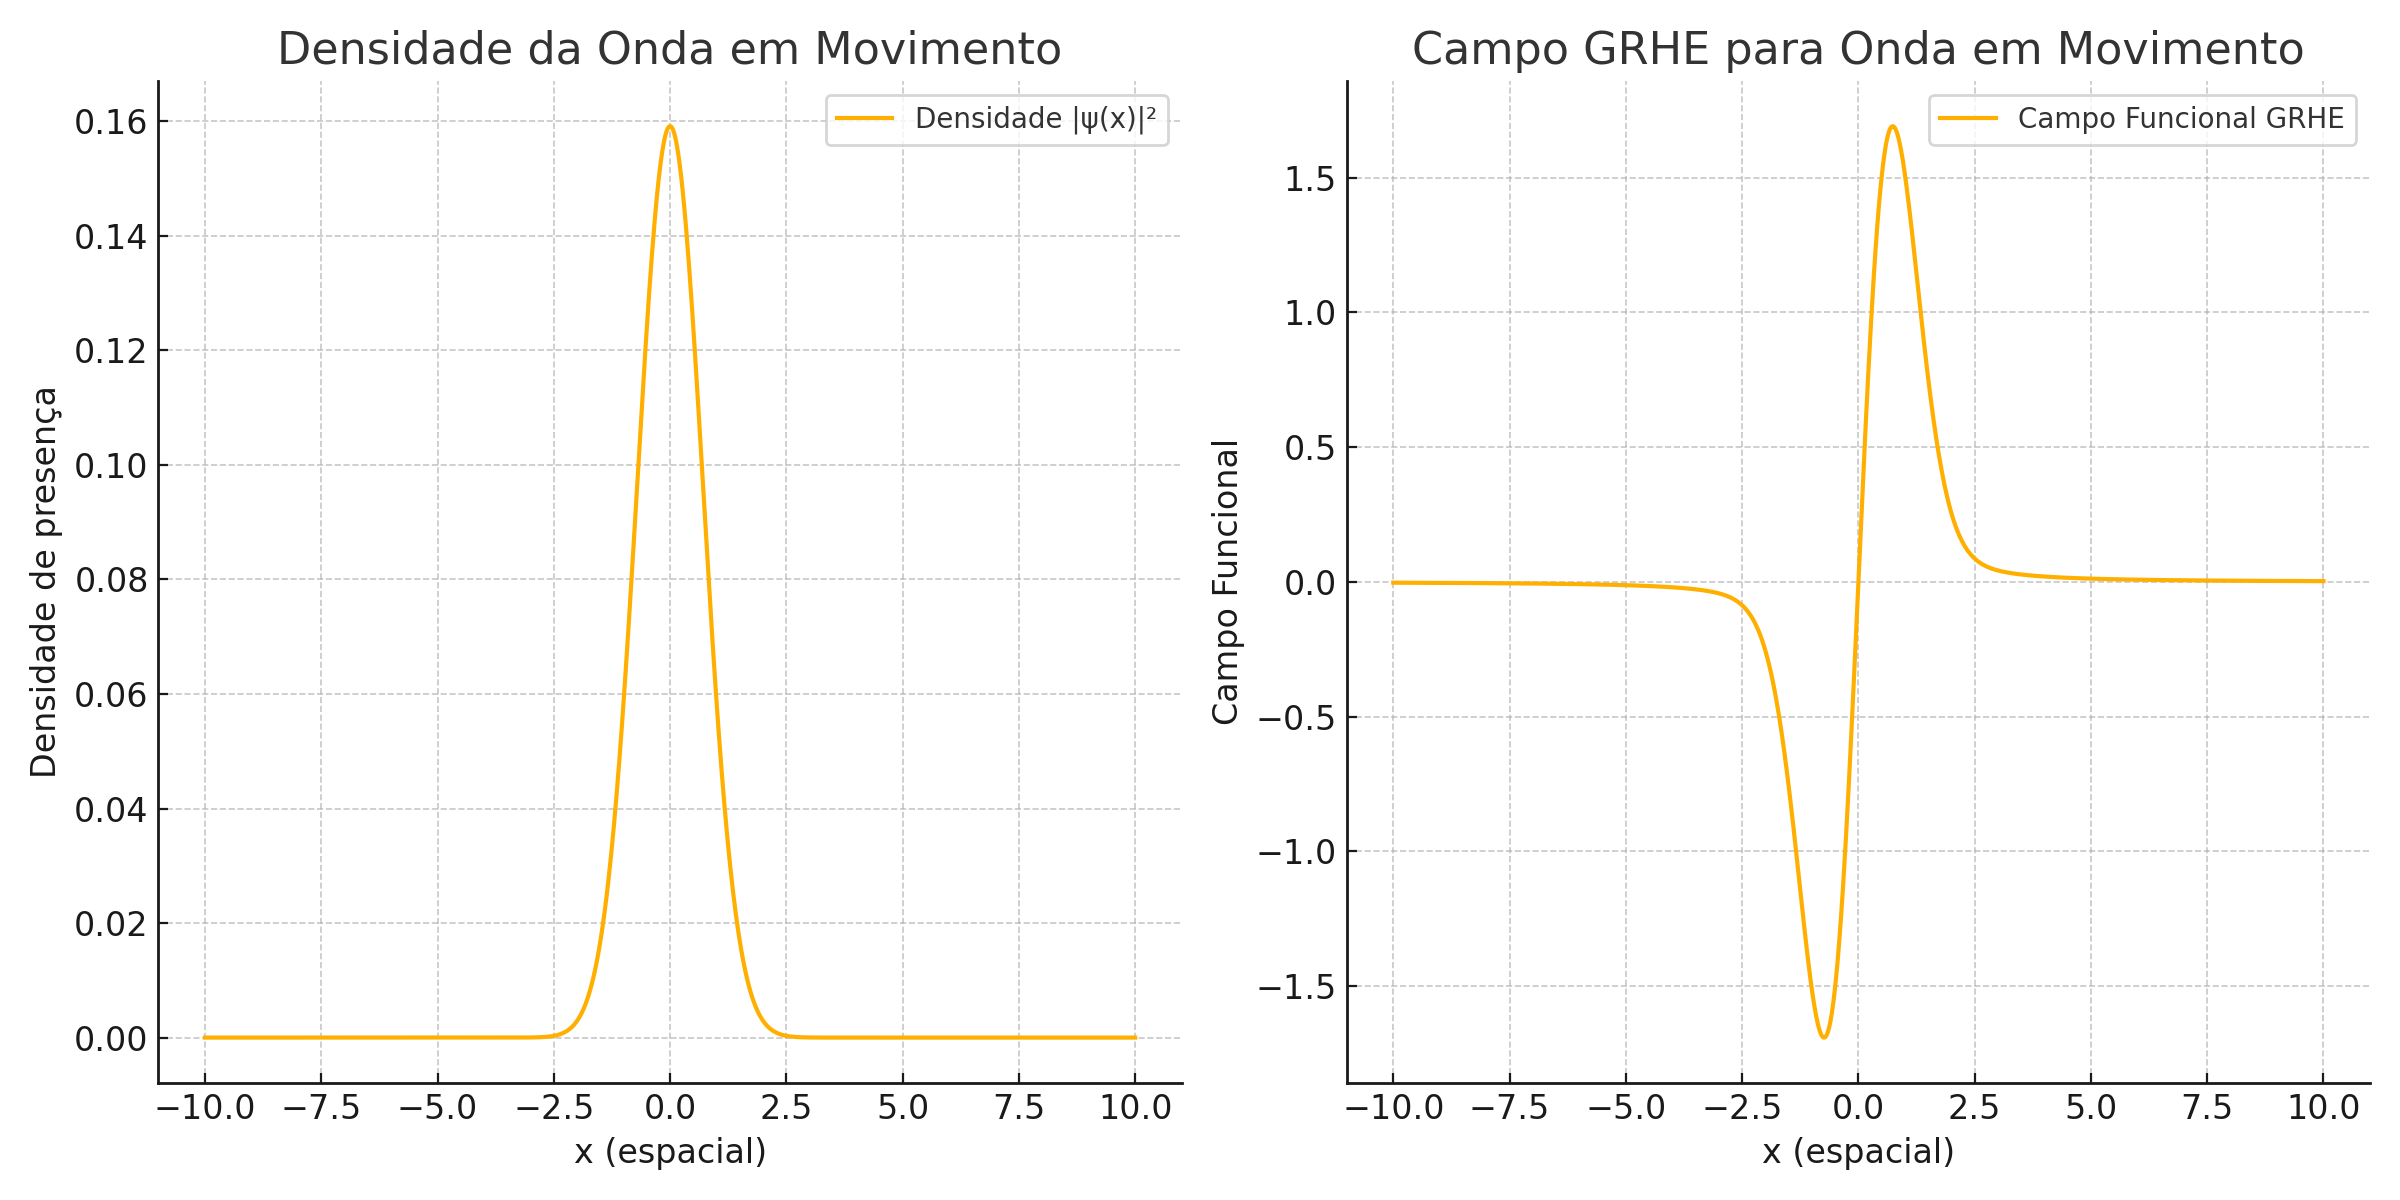 Densidade da Onda em Movimento
Densidade |ψ(x)|²
Densidade de presença
0.16
0.14
0.12
0.10
0.08
0.06
0.04
0.02
0.00
−10.0 −7.5 −5.0 −2.5 0.0 2.5 5.0 7.5 10.0
x (espacial)
Campo GRHE para Onda em Movimento
Campo Funcional GRHE
Campo Funcional
1.5
1.0
0.5
0.0
−0.5
−1.0
−1.5
−10.0 −7.5 −5.0 −2.5 0.0 2.5 5.0 7.5 10.0
x (espacial)